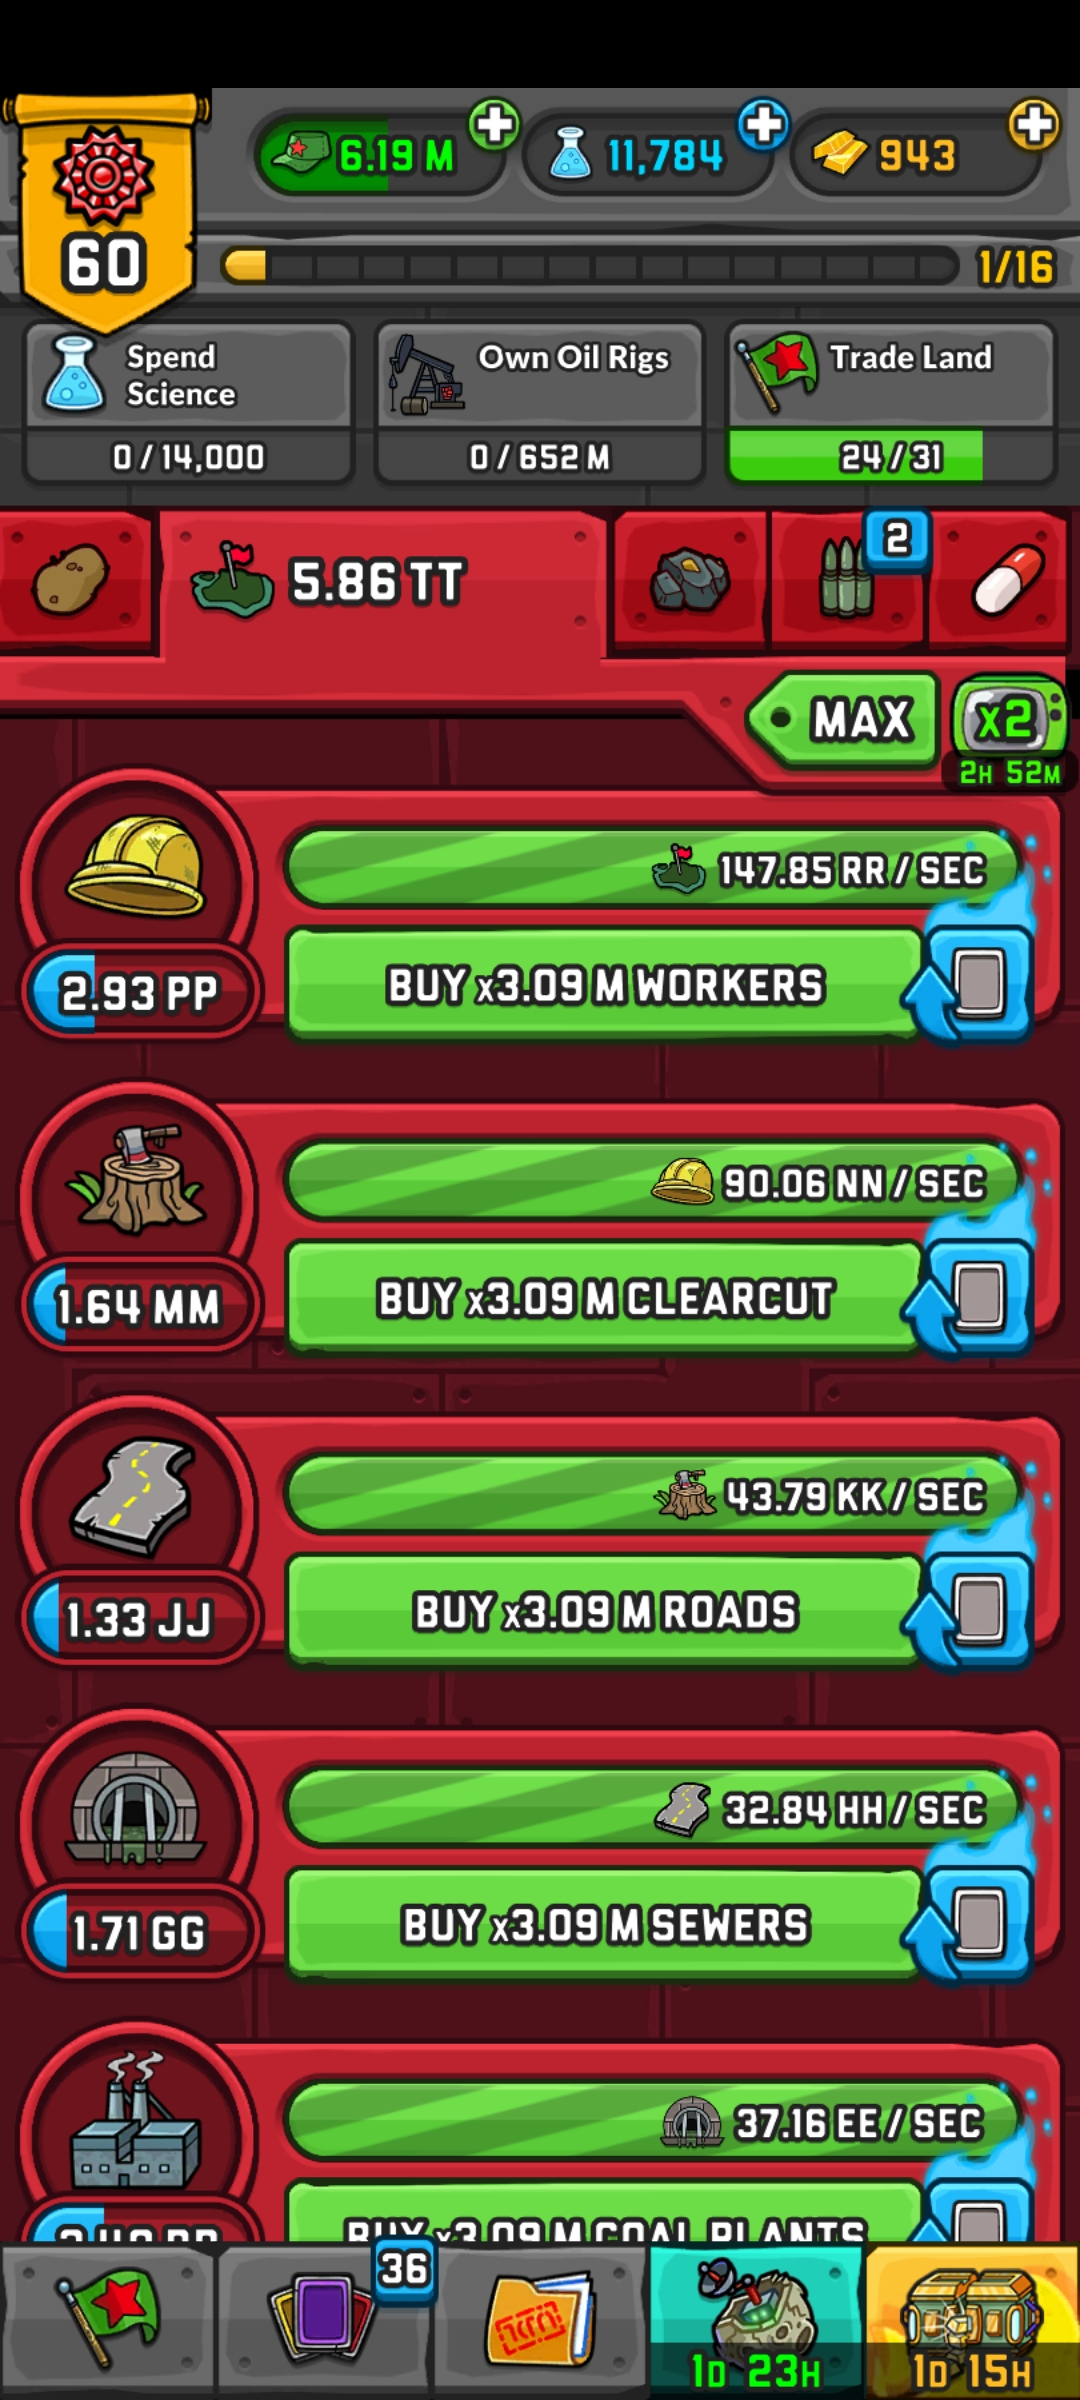 60
6.19 M
11,784
943
1/16
Spend
Science
0/14,000
Own Oil Rigs
0/652 M
Trade Land
24/31
5.86 TT
2
MAX
x2
2H 52M
147.85 RR/SEC
2.93 PP
BUY x3.09 M WORKERS
90.06 NN/SEC
1.64 MM
BUY x3.09 M CLEARCUT
43.79 KK/SEC
1.33 JJ
BUY x3.09 M ROADS
32.84 HH/SEC
1.71 GG
BUY x3.09 M SEWERS
37.16 EE/SEC
BUY x3.09 M COAL PLANTS
36
1D 23H
1D 15H